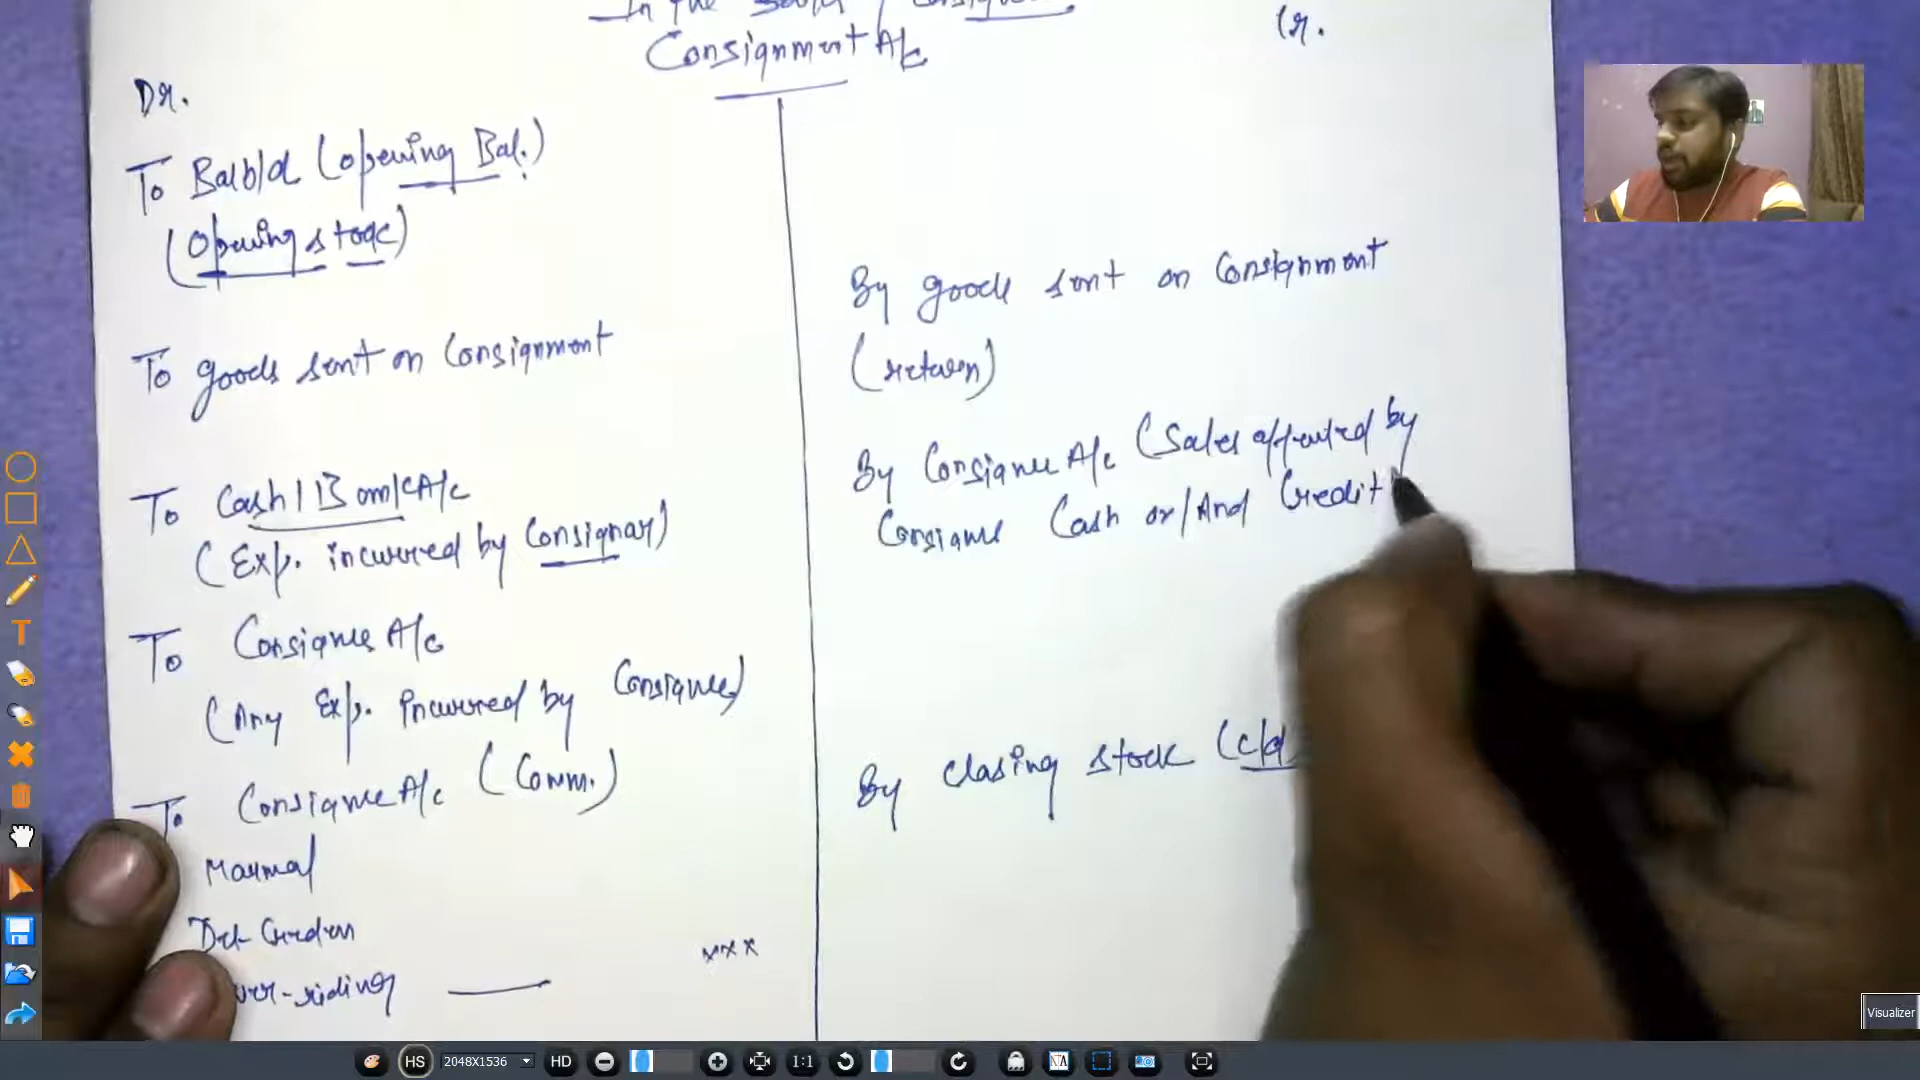 In the
Consignment A/c
Dr.
Cr.
To Bal b/d (opening Bal.)
(Opening stock)
To goods sent on Consignment
To Cash / Bank A/c
(Exp. incurred by Consignor)
To Consignee A/c
(Any Exp. incurred by Consignee)
To Consignee A/c (Comm.)
Normal
Del-Creder
over-riding
xxx
By goods sent on Consignment
(return)
By Consignee A/c (Sales effected by
Consignee Cash or/And Credit
By Closing stock (c/d)
T
HS
2048X1536
HD
1:1
Visualizer